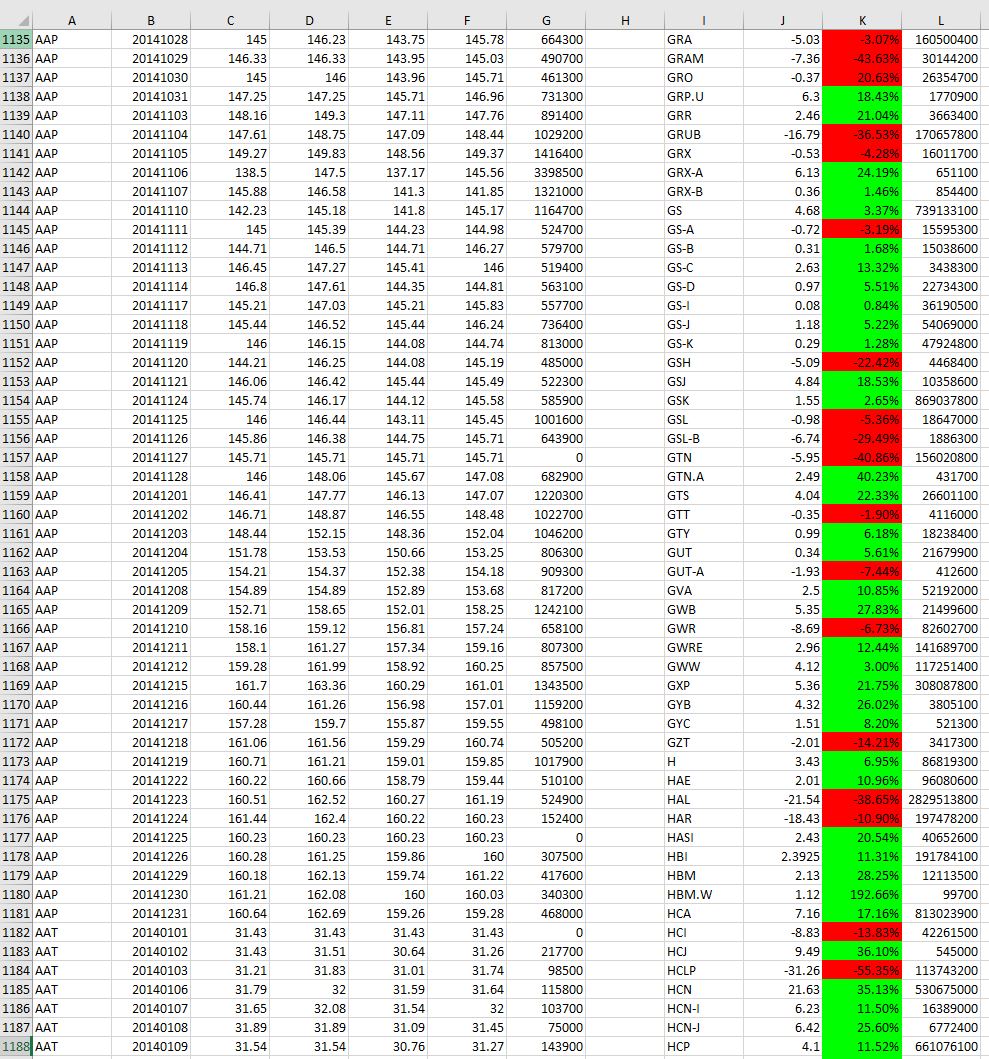 A B C D E F G H I J K L
1135 AAP 20141028 145 146.23 143.75 145.78 664300 GRA -5.03 -3.07% 160500400
1136 AAP 20141029 146.33 146.33 143.95 145.03 490700 GRAM -7.36 -43.63% 30144200
1137 AAP 20141030 145 146 143.96 145.71 461300 GRO -0.37 20.63% 26354700
1138 AAP 20141031 147.25 147.25 145.71 146.96 731300 GRP.U 6.3 18.43% 1770900
1139 AAP 20141103 148.16 149.3 147.11 147.76 891400 GRR 2.46 21.04% 3663400
1140 AAP 20141104 147.61 148.75 147.09 148.44 1029200 GRUB -16.79 -36.53% 170657800
1141 AAP 20141105 149.27 149.83 148.56 149.37 1416400 GRX -0.53 -4.28% 16011700
1142 AAP 20141106 138.5 147.5 137.17 145.56 3398500 GRX-A 6.13 24.19% 651100
1143 AAP 20141107 145.88 146.58 141.3 141.85 1321000 GRX-B 0.36 1.46% 854400
1144 AAP 20141110 142.23 145.18 141.8 145.17 1164700 GS 4.68 3.37% 739133100
1145 AAP 20141111 145 145.39 144.23 144.98 524700 GS-A -0.72 -3.19% 15595300
1146 AAP 20141112 144.71 146.5 144.71 146.27 579700 GS-B 0.31 1.68% 15038600
1147 AAP 20141113 146.45 147.27 145.41 146 519400 GS-C 2.63 13.32% 3438300
1148 AAP 20141114 146.8 147.61 144.35 144.81 563100 GS-D 0.97 5.51% 22734300
1149 AAP 20141117 145.21 147.03 145.21 145.83 557700 GS-I 0.08 0.84% 36190500
1150 AAP 20141118 145.44 146.52 145.44 146.24 736400 GS-J 1.18 5.22% 54069000
1151 AAP 20141119 146 146.15 144.08 144.74 813000 GS-K 0.29 1.28% 47924800
1152 AAP 20141120 144.21 146.25 144.08 145.19 485000 GSH -5.09 -22.42% 4468400
1153 AAP 20141121 146.06 146.42 145.44 145.49 522300 GSJ 4.84 18.53% 10358600
1154 AAP 20141124 145.74 146.17 144.12 145.58 585900 GSK 1.55 2.65% 869037800
1155 AAP 20141125 146 146.44 143.11 145.45 1001600 GSL -0.98 -5.36% 18647000
1156 AAP 20141126 145.86 146.38 144.75 145.71 643900 GSL-B -6.74 -29.49% 1886300
1157 AAP 20141127 145.71 145.71 145.71 145.71 0 GTN -5.95 -40.86% 156020800
1158 AAP 20141128 146 148.06 145.67 147.08 682900 GTN.A 2.49 40.23% 431700
1159 AAP 20141201 146.41 147.77 146.13 147.07 1220300 GTS 4.04 22.33% 26601100
1160 AAP 20141202 146.71 148.87 146.55 148.48 1022700 GTT -0.35 -1.90% 4116000
1161 AAP 20141203 148.44 152.15 148.36 152.04 1046200 GTY 0.99 6.18% 18238400
1162 AAP 20141204 151.78 153.53 150.66 153.25 806300 GUT 0.34 5.61% 21679900
1163 AAP 20141205 154.21 154.37 152.38 154.18 909300 GUT-A -1.93 -7.44% 412600
1164 AAP 20141208 154.89 154.89 152.89 153.68 817200 GVA 2.5 10.85% 52192000
1165 AAP 20141209 152.71 158.65 152.01 158.25 1242100 GWB 5.35 27.83% 21499600
1166 AAP 20141210 158.16 159.12 156.81 157.24 658100 GWR -8.69 -6.73% 82602700
1167 AAP 20141211 158.1 161.27 157.34 159.16 807300 GWRE 2.96 12.44% 141689700
1168 AAP 20141212 159.28 161.99 158.92 160.25 857500 GWW 4.12 3.00% 117251400
1169 AAP 20141215 161.7 163.36 160.29 161.01 1343500 GXP 5.36 21.75% 308087800
1170 AAP 20141216 160.44 161.26 156.98 157.01 1159200 GYB 4.32 26.02% 3805100
1171 AAP 20141217 157.28 159.7 155.87 159.55 498100 GYC 1.51 8.20% 521300
1172 AAP 20141218 161.06 161.56 159.29 160.74 505200 GZT -2.01 -14.21% 3417300
1173 AAP 20141219 160.71 161.21 159.01 159.85 1017900 H 3.43 6.95% 86819300
1174 AAP 20141222 160.22 160.66 158.79 159.44 510100 HAE 2.01 10.96% 96080600
1175 AAP 20141223 160.51 162.52 160.27 161.19 524900 HAL -21.54 -38.65% 2829513800
1176 AAP 20141224 161.44 162.4 160.22 160.23 152400 HAR -18.43 -10.90% 197478200
1177 AAP 20141225 160.23 160.23 160.23 160.23 0 HASI 2.43 20.54% 40652600
1178 AAP 20141226 160.28 161.25 159.86 160 307500 HBI 2.3925 11.31% 191784100
1179 AAP 20141229 160.18 162.13 159.74 161.22 417600 HBM 2.13 28.25% 12113500
1180 AAP 20141230 161.21 162.08 160 160.03 340300 HBM.W 1.12 192.66% 99700
1181 AAP 20141231 160.64 162.69 159.26 159.28 468000 HCA 7.16 17.16% 813023900
1182 AAT 20140101 31.43 31.43 31.43 31.43 0 HCI -8.83 -13.83% 42261500
1183 AAT 20140102 31.43 31.51 30.64 31.26 217700 HCJ 9.49 36.10% 545000
1184 AAT 20140103 31.21 31.83 31.01 31.74 98500 HCLP -31.26 -55.35% 113743200
1185 AAT 20140106 31.79 32 31.59 31.64 115800 HCN 21.63 35.13% 530675000
1186 AAT 20140107 31.65 32.08 31.54 32 103700 HCN-I 6.23 11.50% 16389000
1187 AAT 20140108 31.89 31.89 31.09 31.45 75000 HCN-J 6.42 25.60% 6772400
1188 AAT 20140109 31.54 31.54 30.76 31.27 143900 HCP 4.1 11.52% 661076100